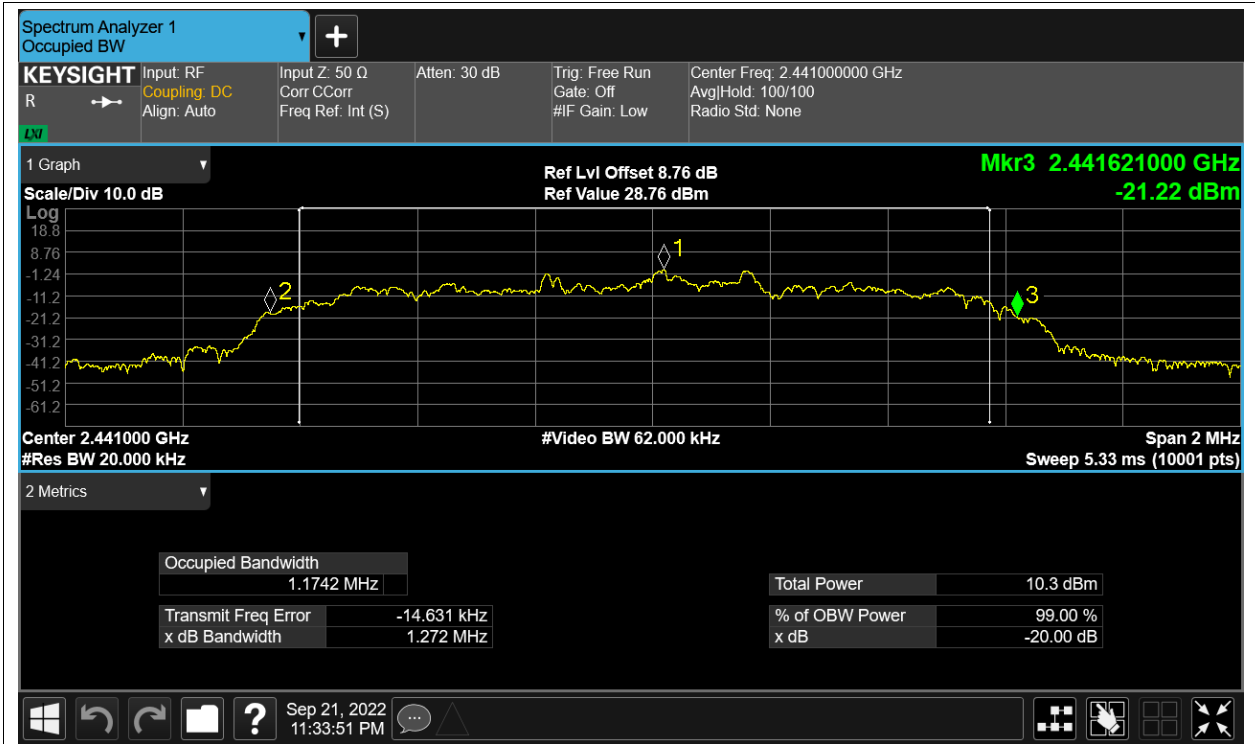 Spectrum Analyzer 1
Occupied BW
KEYSIGHT
R
LXI
Input: RF
Coupling: DC
Align: Auto
Input Z: 50 Ω
Corr CCorr
Freq Ref: Int (S)
Atten: 30 dB
Trig: Free Run
Gate: Off
#IF Gain: Low
Center Freq: 2.441000000 GHz
Avg|Hold: 100/100
Radio Std: None
1 Graph
Scale/Div 10.0 dB
Ref Lvl Offset 8.76 dB
Ref Value 28.76 dBm
Mkr3 2.441621000 GHz
-21.22 dBm
Log
18.8
8.76
-1.24
-11.2
-21.2
-31.2
-41.2
-51.2
-61.2
1
2
3
Center 2.441000 GHz
#Video BW 62.000 kHz
Span 2 MHz
#Res BW 20.000 kHz
Sweep 5.33 ms (10001 pts)
2 Metrics
Occupied Bandwidth
1.1742 MHz
Transmit Freq Error -14.631 kHz
x dB Bandwidth 1.272 MHz
Total Power 10.3 dBm
% of OBW Power 99.00 %
x dB -20.00 dB
?
Sep 21, 2022
11:33:51 PM